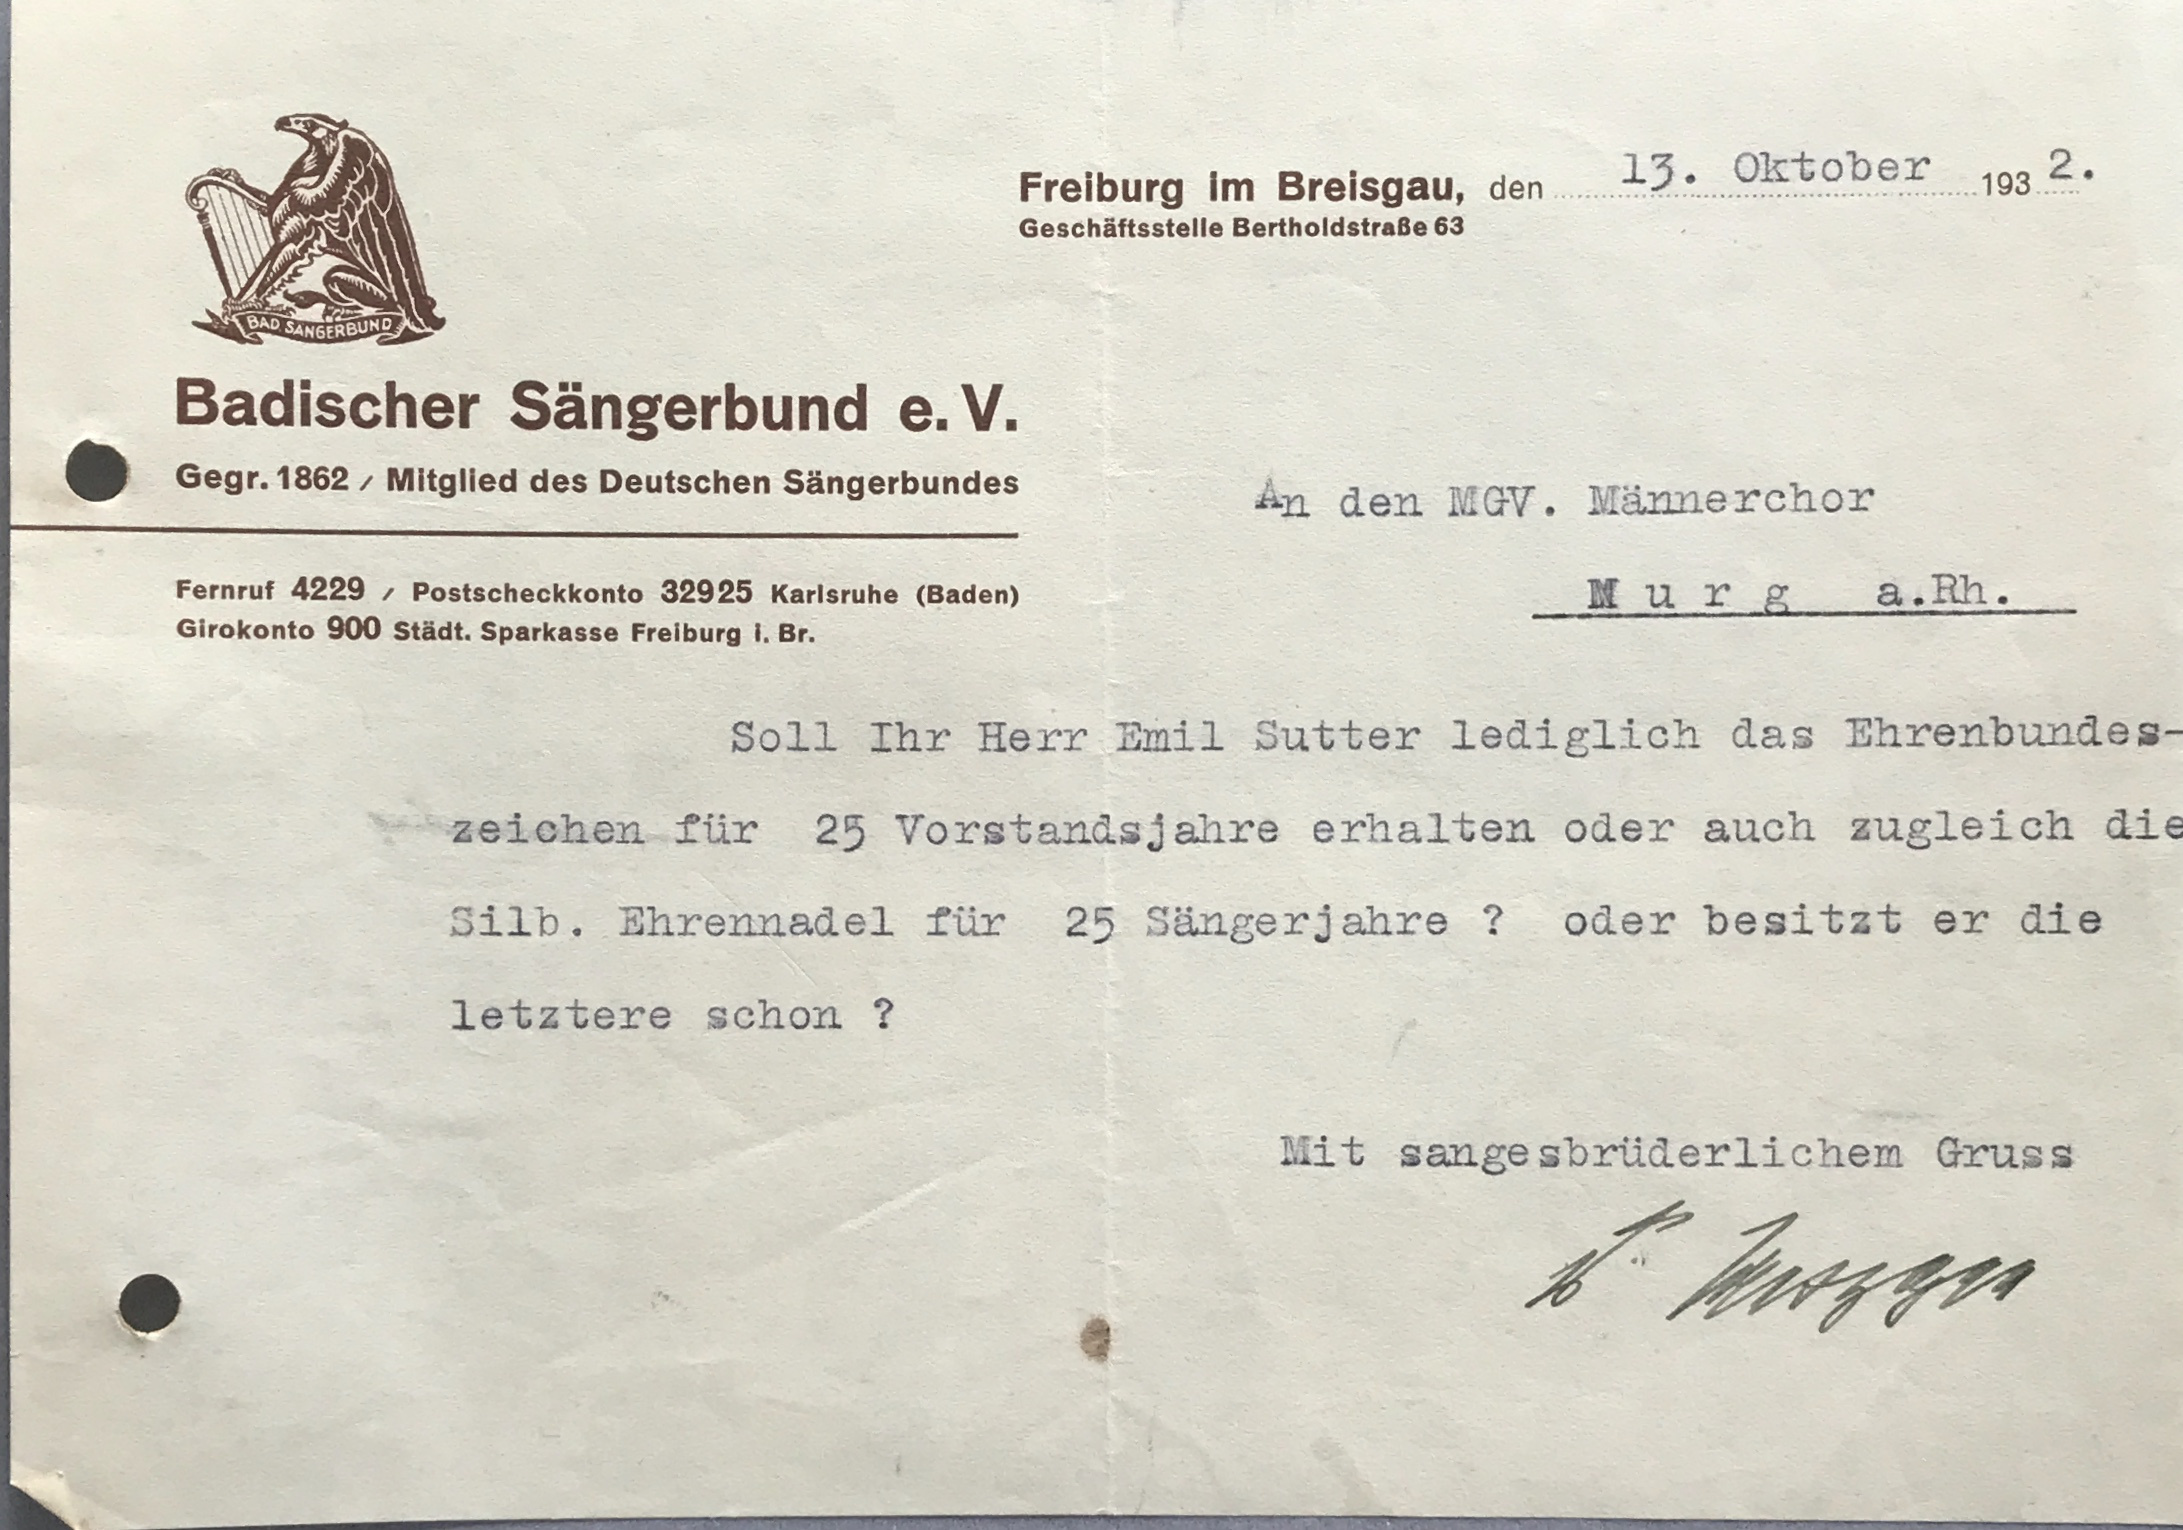 BAD SÄNGERBUND
Freiburg im Breisgau, den 13. Oktober 1932.
Geschäftsstelle Bertholdstraße 63
Badischer Sängerbund e. V.
Gegr. 1862 / Mitglied des Deutschen Sängerbundes
Fernruf 4229 / Postscheckkonto 32925 Karlsruhe (Baden)
Girokonto 900 Städt. Sparkasse Freiburg i. Br.
An den MGV. Männerchor
M u r g a.Rh.
Soll Ihr Herr Emil Sutter lediglich das Ehrenbundes-
zeichen für 25 Vorstandsjahre erhalten oder auch zugleich die
Silb. Ehrennadel für 25 Sängerjahre ? oder besitzt er die
letztere schon ?
Mit sangesbrüderlichem Gruss